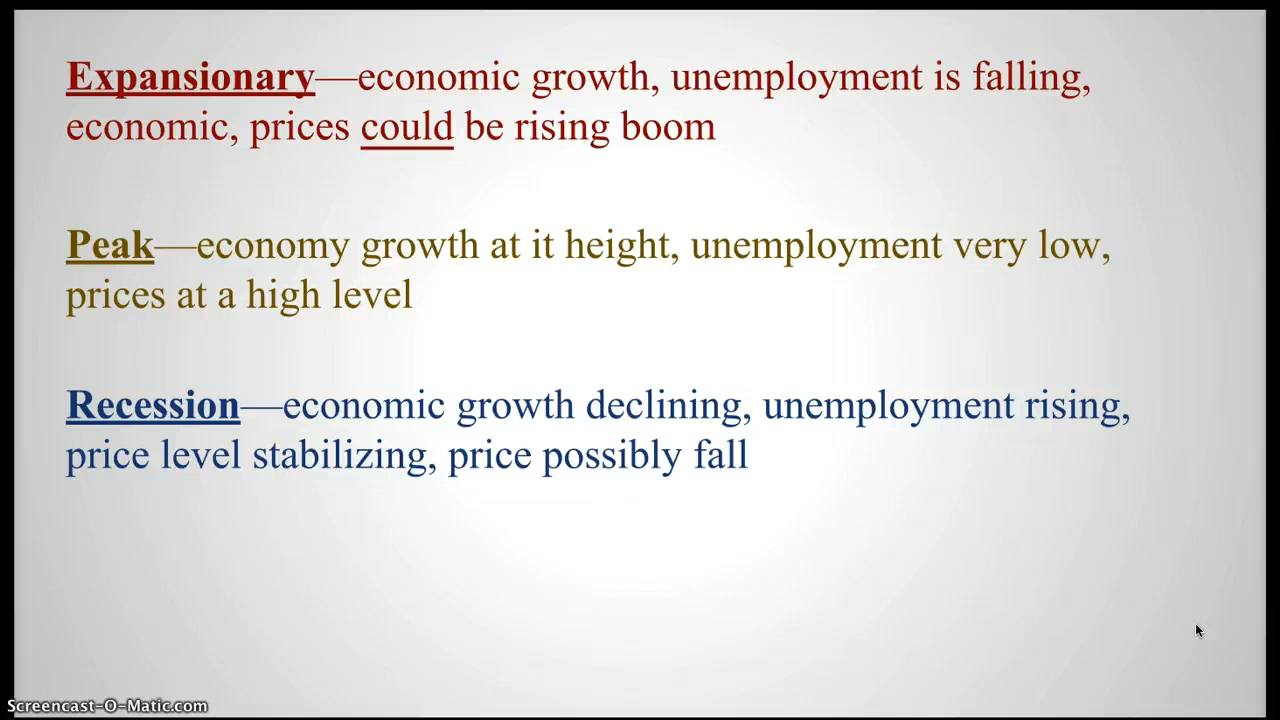 Expansionary—economic growth, unemployment is falling,
economic, prices could be rising boom
Peak—economy growth at it height, unemployment very low,
prices at a high level
Recession—economic growth declining, unemployment rising,
price level stabilizing, price possibly fall
Screencast-O-Matic.com